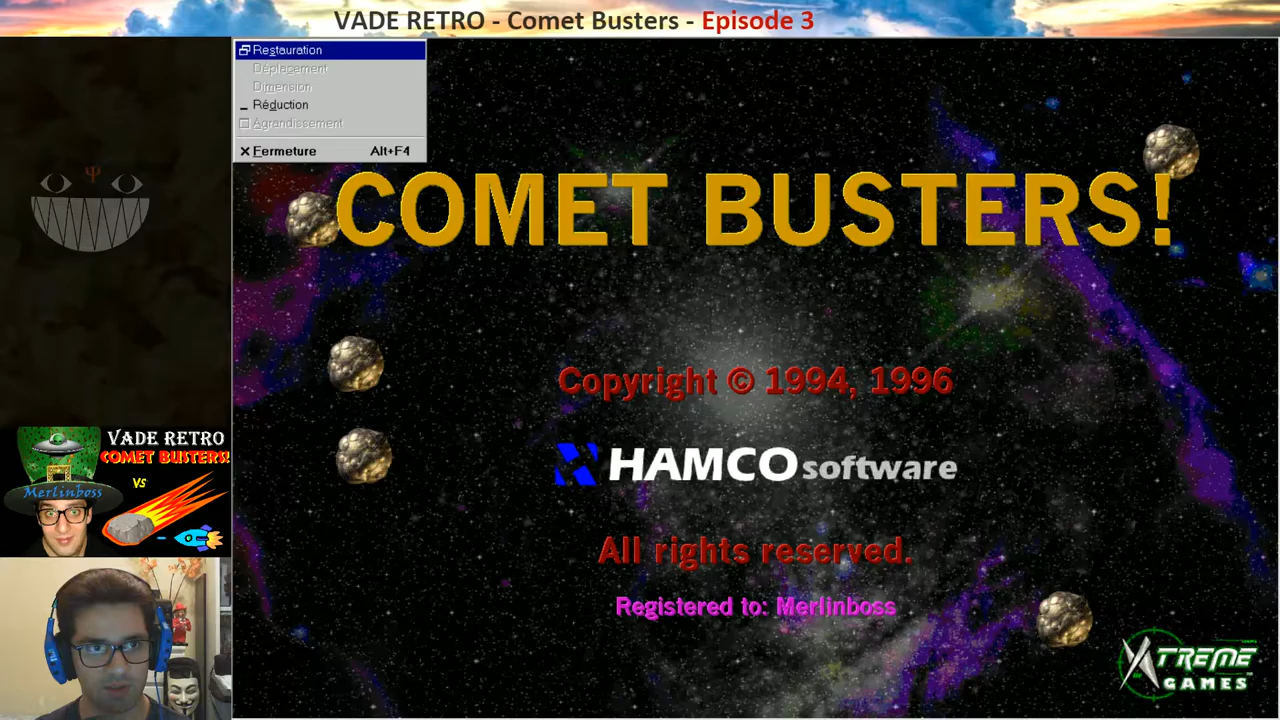 VADE RETRO - Comet Busters - Episode 3
Restauration
Déplacement
Dimension
Réduction
Agrandissement
Fermeture Alt+F4
COMET BUSTERS!
Copyright © 1994, 1996
HAMCO software
All rights reserved.
Registered to: Merlinboss
VADE RETRO
COMET BUSTERS!
VS
Merlinboss
XTREME
GAMES